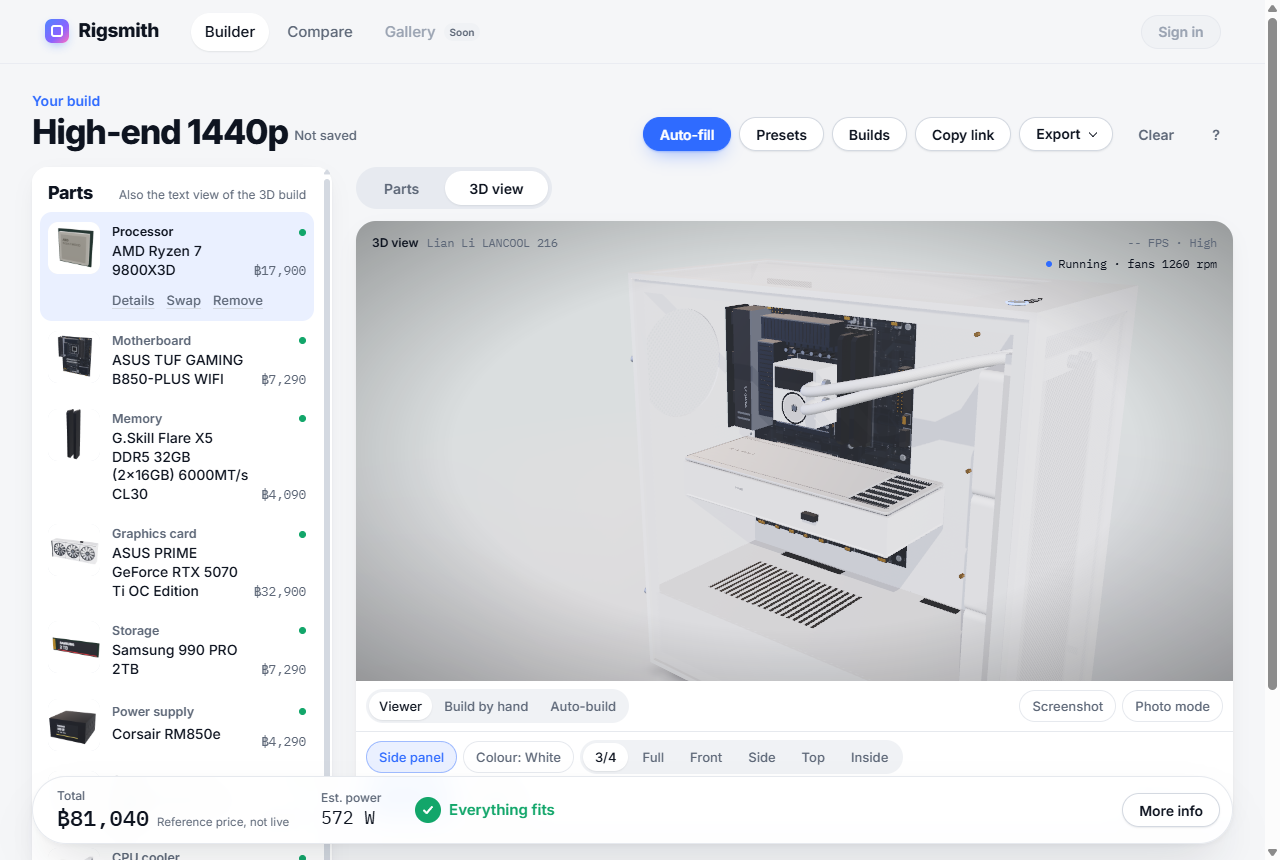 Rigsmith
Builder
Compare
Gallery
Soon
Sign in
Your build
High-end 1440p
Not saved
Auto-fill
Presets
Builds
Copy link
Export
Clear
?
Parts
Also the text view of the 3D build
Processor
AMD Ryzen 7
9800X3D
฿17,900
Details
Swap
Remove
Motherboard
ASUS TUF GAMING
B850-PLUS WIFI
฿7,290
Memory
G.Skill Flare X5
DDR5 32GB
(2×16GB) 6000MT/s
CL30
฿4,090
Graphics card
ASUS PRIME
GeForce RTX 5070
Ti OC Edition
฿32,900
Storage
Samsung 990 PRO
2TB
฿7,290
Power supply
Corsair RM850e
฿4,290
CPU cooler
Parts
3D view
3D view
Lian Li LANCOOL 216
-- FPS · High
Running · fans 1260 rpm
Viewer
Build by hand
Auto-build
Screenshot
Photo mode
Side panel
Colour: White
3/4
Full
Front
Side
Top
Inside
Total
฿81,040
Reference price, not live
Est. power
572 W
Everything fits
More info